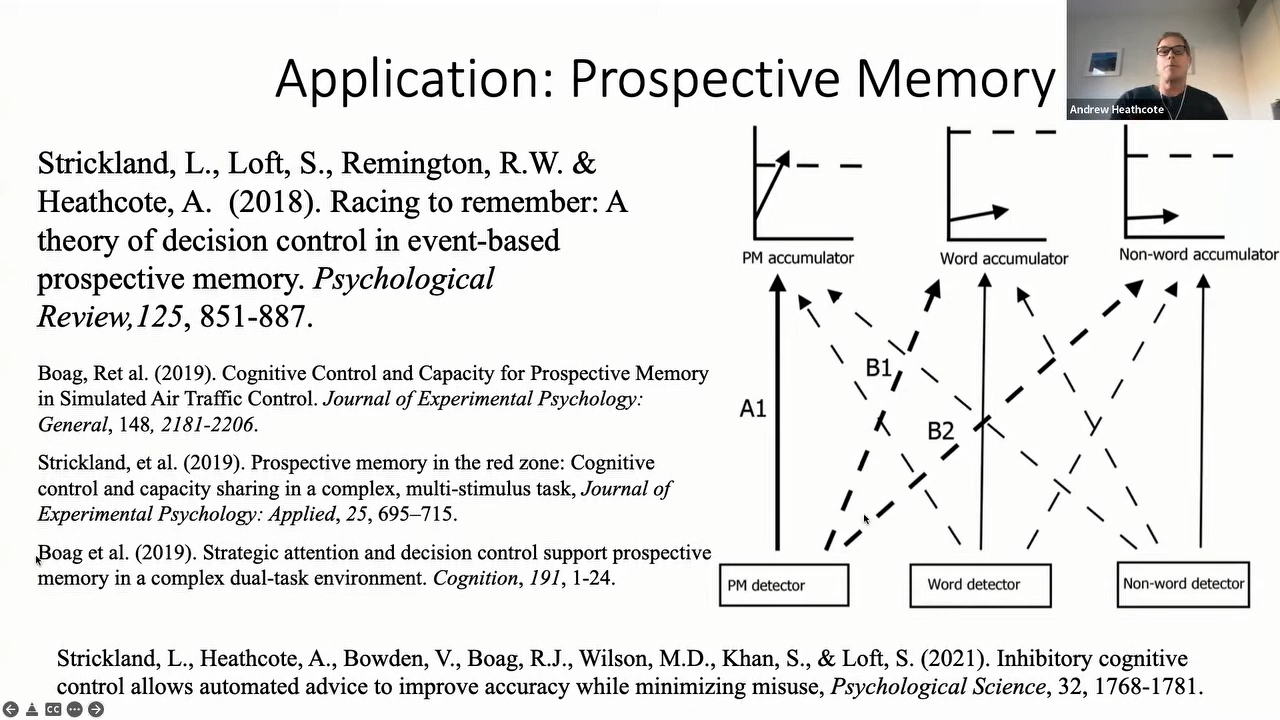 Application: Prospective Memory
Andrew Heathcote
Strickland, L., Loft, S., Remington, R.W. &
Heathcote, A.  (2018). Racing to remember: A
theory of decision control in event-based
prospective memory. Psychological
Review,125, 851-887.
Boag, Ret al. (2019). Cognitive Control and Capacity for Prospective Memory
in Simulated Air Traffic Control. Journal of Experimental Psychology:
General, 148, 2181-2206.
Strickland, et al. (2019). Prospective memory in the red zone: Cognitive
control and capacity sharing in a complex, multi-stimulus task, Journal of
Experimental Psychology: Applied, 25, 695–715.
Boag et al. (2019). Strategic attention and decision control support prospective
memory in a complex dual-task environment. Cognition, 191, 1-24.
PM accumulator
Word accumulator
Non-word accumulator
B1
A1
B2
PM detector
Word detector
Non-word detector
Strickland, L., Heathcote, A., Bowden, V., Boag, R.J., Wilson, M.D., Khan, S., & Loft, S. (2021). Inhibitory cognitive
control allows automated advice to improve accuracy while minimizing misuse, Psychological Science, 32, 1768-1781.
CC